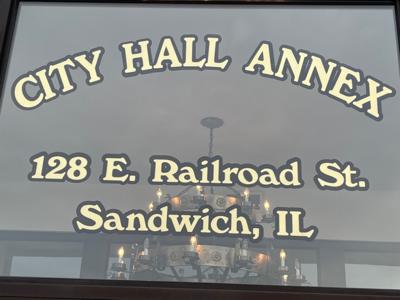 CITY HALL ANNEX
128 E. Railroad St.
Sandwich, IL